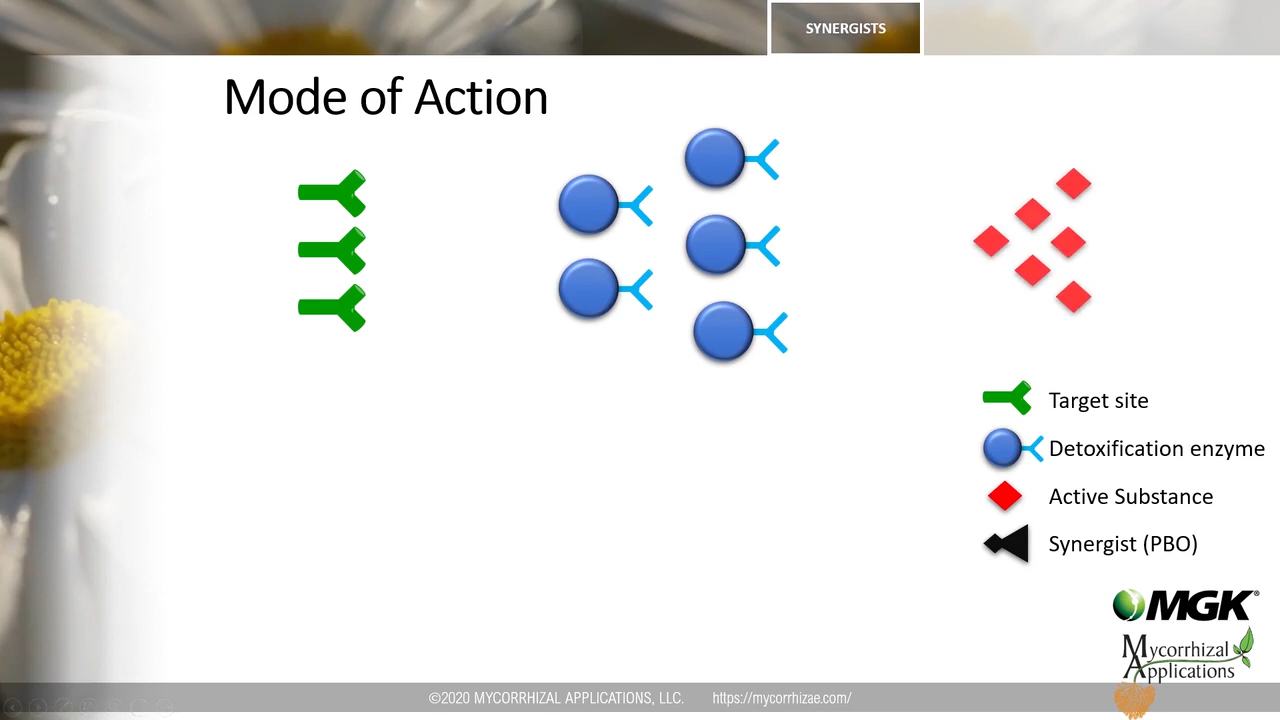 SYNERGISTS
Mode of Action
Target site
Detoxification enzyme
Active Substance
Synergist (PBO)
MGK®
Mycorrhizal
Applications
©2020 MYCORRHIZAL APPLICATIONS, LLC. https://mycorrhizae.com/